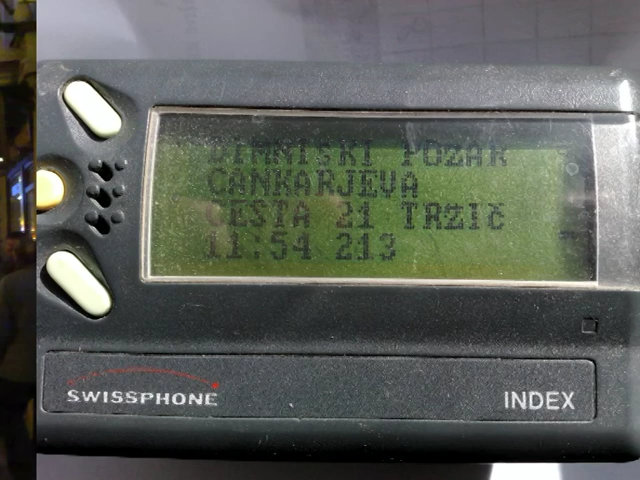 DIMNIŠKI POŽAR
CANKARJEVA
CESTA 21 TRŽIČ
11:54 213
SWISSPHONE
INDEX